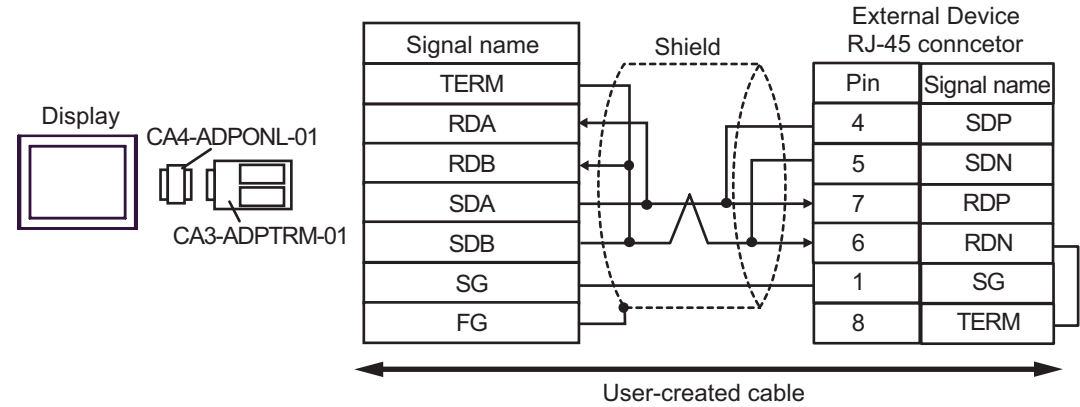 Display
CA4-ADPONL-01
CA3-ADPTRM-01
Signal name
TERM
RDA
RDB
SDA
SDB
SG
FG
Shield
External Device
RJ-45 conncetor
Pin Signal name
4 SDP
5 SDN
7 RDP
6 RDN
1 SG
8 TERM
User-created cable